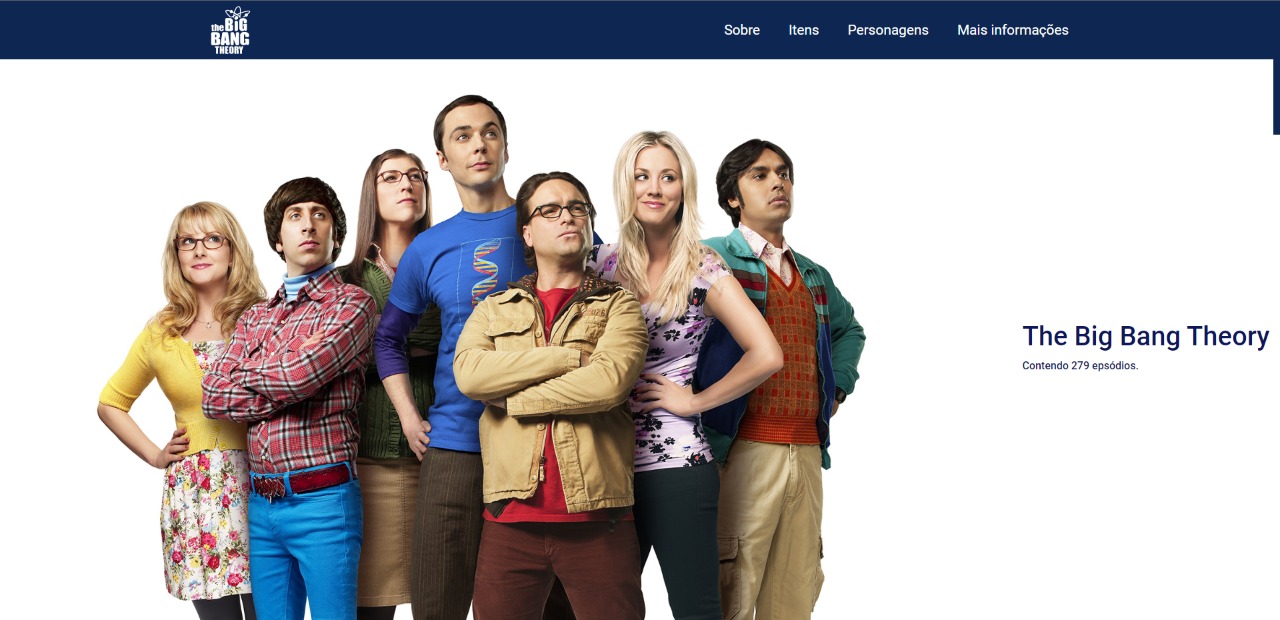 the BIG
BANG
THEORY
Sobre Itens Personagens Mais informações
The Big Bang Theory
Contendo 279 epsódios.